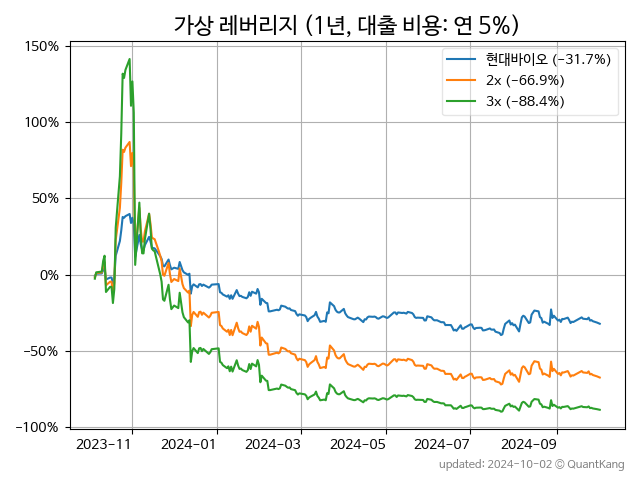 가상 레버리지 (1년, 대출 비용: 연 5%)
150%
100%
50%
0%
−50%
−100%
현대바이오 (-31.7%)
2x (-66.9%)
3x (-88.4%)
2023-11
2024-01
2024-03
2024-05
2024-07
2024-09
updated: 2024-10-02 © QuantKang